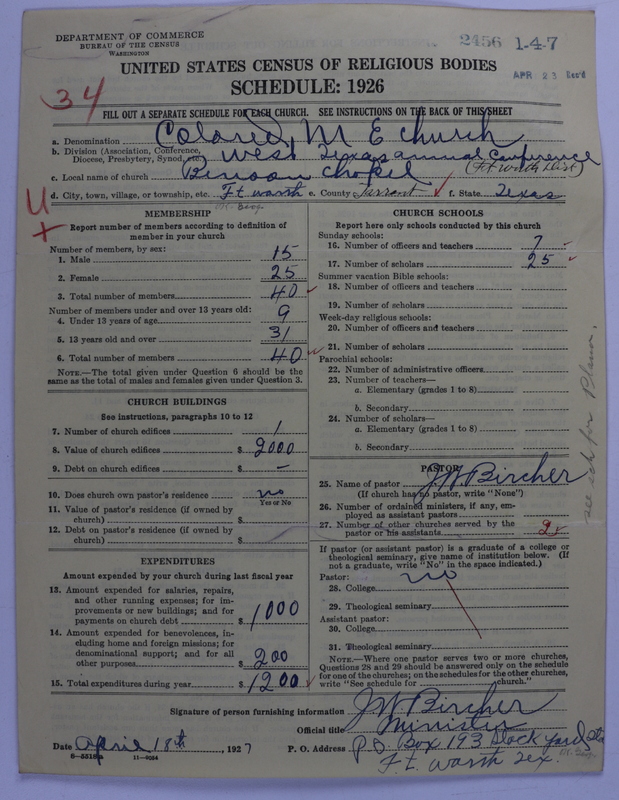 DEPARTMENT OF COMMERCE
BUREAU OF THE CENSUS
WASHINGTON
2456 1-4-7
APR 23 Rec'd
UNITED STATES CENSUS OF RELIGIOUS BODIES
SCHEDULE: 1926
34
FILL OUT A SEPARATE SCHEDULE FOR EACH CHURCH. SEE INSTRUCTIONS ON THE BACK OF THIS SHEET
a. Denomination Colored M E church
b. Division (Association, Conference, Diocese, Presbytery, Synod, etc.) West Texas annual Conference
(Ft Worth Dist)
c. Local name of church chapel
d. City, town, village, or township, etc. Ft. Worth e. County Tarrant f. State Texas
U
+
MEMBERSHIP
Report number of members according to definition of
member in your church
Number of members, by sex:
1. Male 15
2. Female 25
3. Total number of members 40
Number of members under and over 13 years old:
4. Under 13 years of age 9
5. 13 years old and over 31
6. Total number of members 40
NOTE.—The total given under Question 6 should be
same as the total of males and females given under Question 3.
CHURCH BUILDINGS
See instructions, paragraphs 10 to 12
7. Number of church edifices 1
8. Value of church edifices $ 2000
9. Debt on church edifices $ –
10. Does church own pastor's residence no
Yes or No
11. Value of pastor's residence (if owned by
church) $
12. Debt on pastor's residence (if owned by
church) $
EXPENDITURES
Amount expended by your church during last fiscal year
13. Amount expended for salaries, repairs,
and other running expenses; for im-
provements or new buildings; and for
payments on church debt $ 1000
14. Amount expended for benevolences, in-
cluding home and foreign missions; for
denominational support; and for all
other purposes $ 200
15. Total expenditures during year $ 1200
CHURCH SCHOOLS
Report here only schools conducted by this church
Sunday schools:
16. Number of officers and teachers 7
17. Number of scholars 25
Summer vacation Bible schools:
18. Number of officers and teachers
19. Number of scholars
Week-day religious schools:
20. Number of officers and teachers
21. Number of scholars
Parochial schools:
22. Number of administrative officers
23. Number of teachers—
a. Elementary (grades 1 to 8)
b. Secondary
24. Number of scholars—
a. Elementary (grades 1 to 8)
b. Secondary
see sch for
PASTOR
25. Name of pastor J W Bircher
(If church has no pastor, write "None")
26. Number of ordained ministers, if any, em-
ployed as assistant pastors
27. Number of other churches served by the
pastor or his assistants 2
If pastor (or assistant pastor) is a graduate of a college or
theological seminary, give name of institution below. (If
not a graduate, write "No" in the space indicated.)
Pastor: no
28. College
29. Theological seminary
Assistant pastor:
30. College
31. Theological seminary
NOTE.—Where one pastor serves two or more churches,
Questions 28 and 29 should be answered only on the schedule
for one of the churches; on the schedules for the other churches,
write "See schedule for church."
Signature of person furnishing information J W Bircher
Official title Minister
Date April 18th, 1927 P. O. Address P.O. Box 193 Stock yards Sta
Ft. Worth Tex.
11—9084